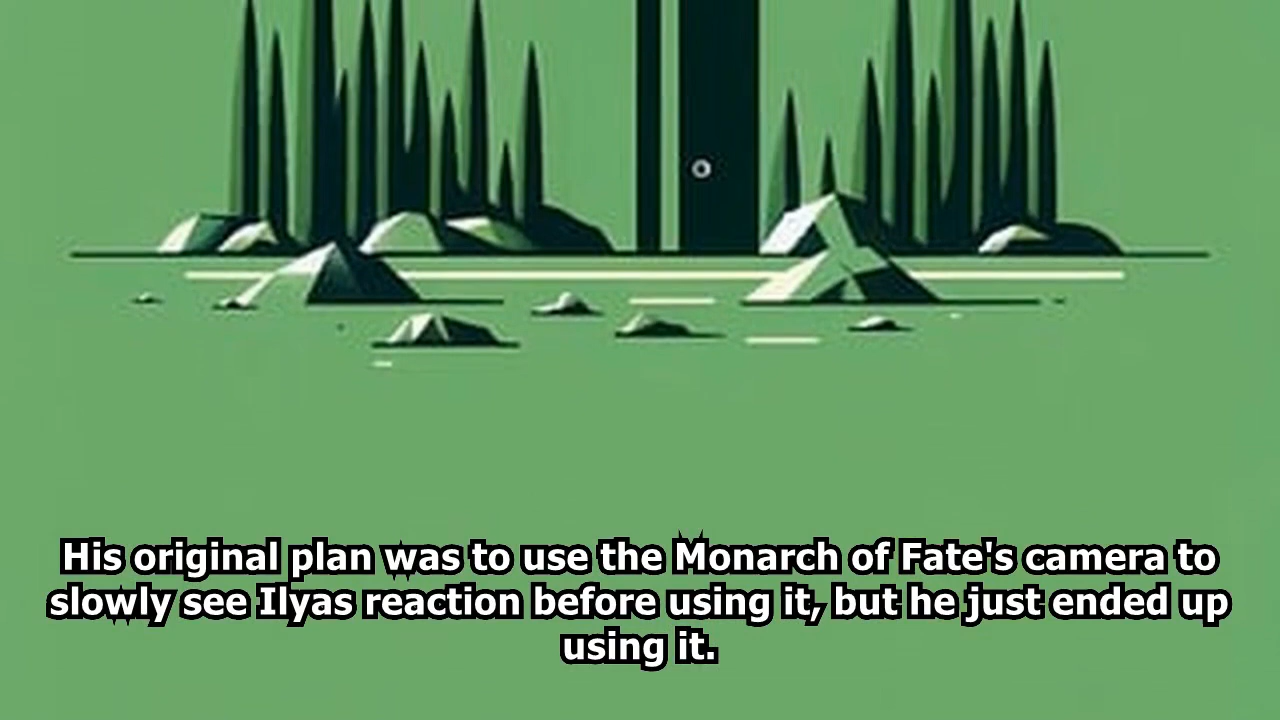 His original plan was to use the Monarch of Fate's camera to
slowly see Ilyas reaction before using it, but he just ended up
using it.